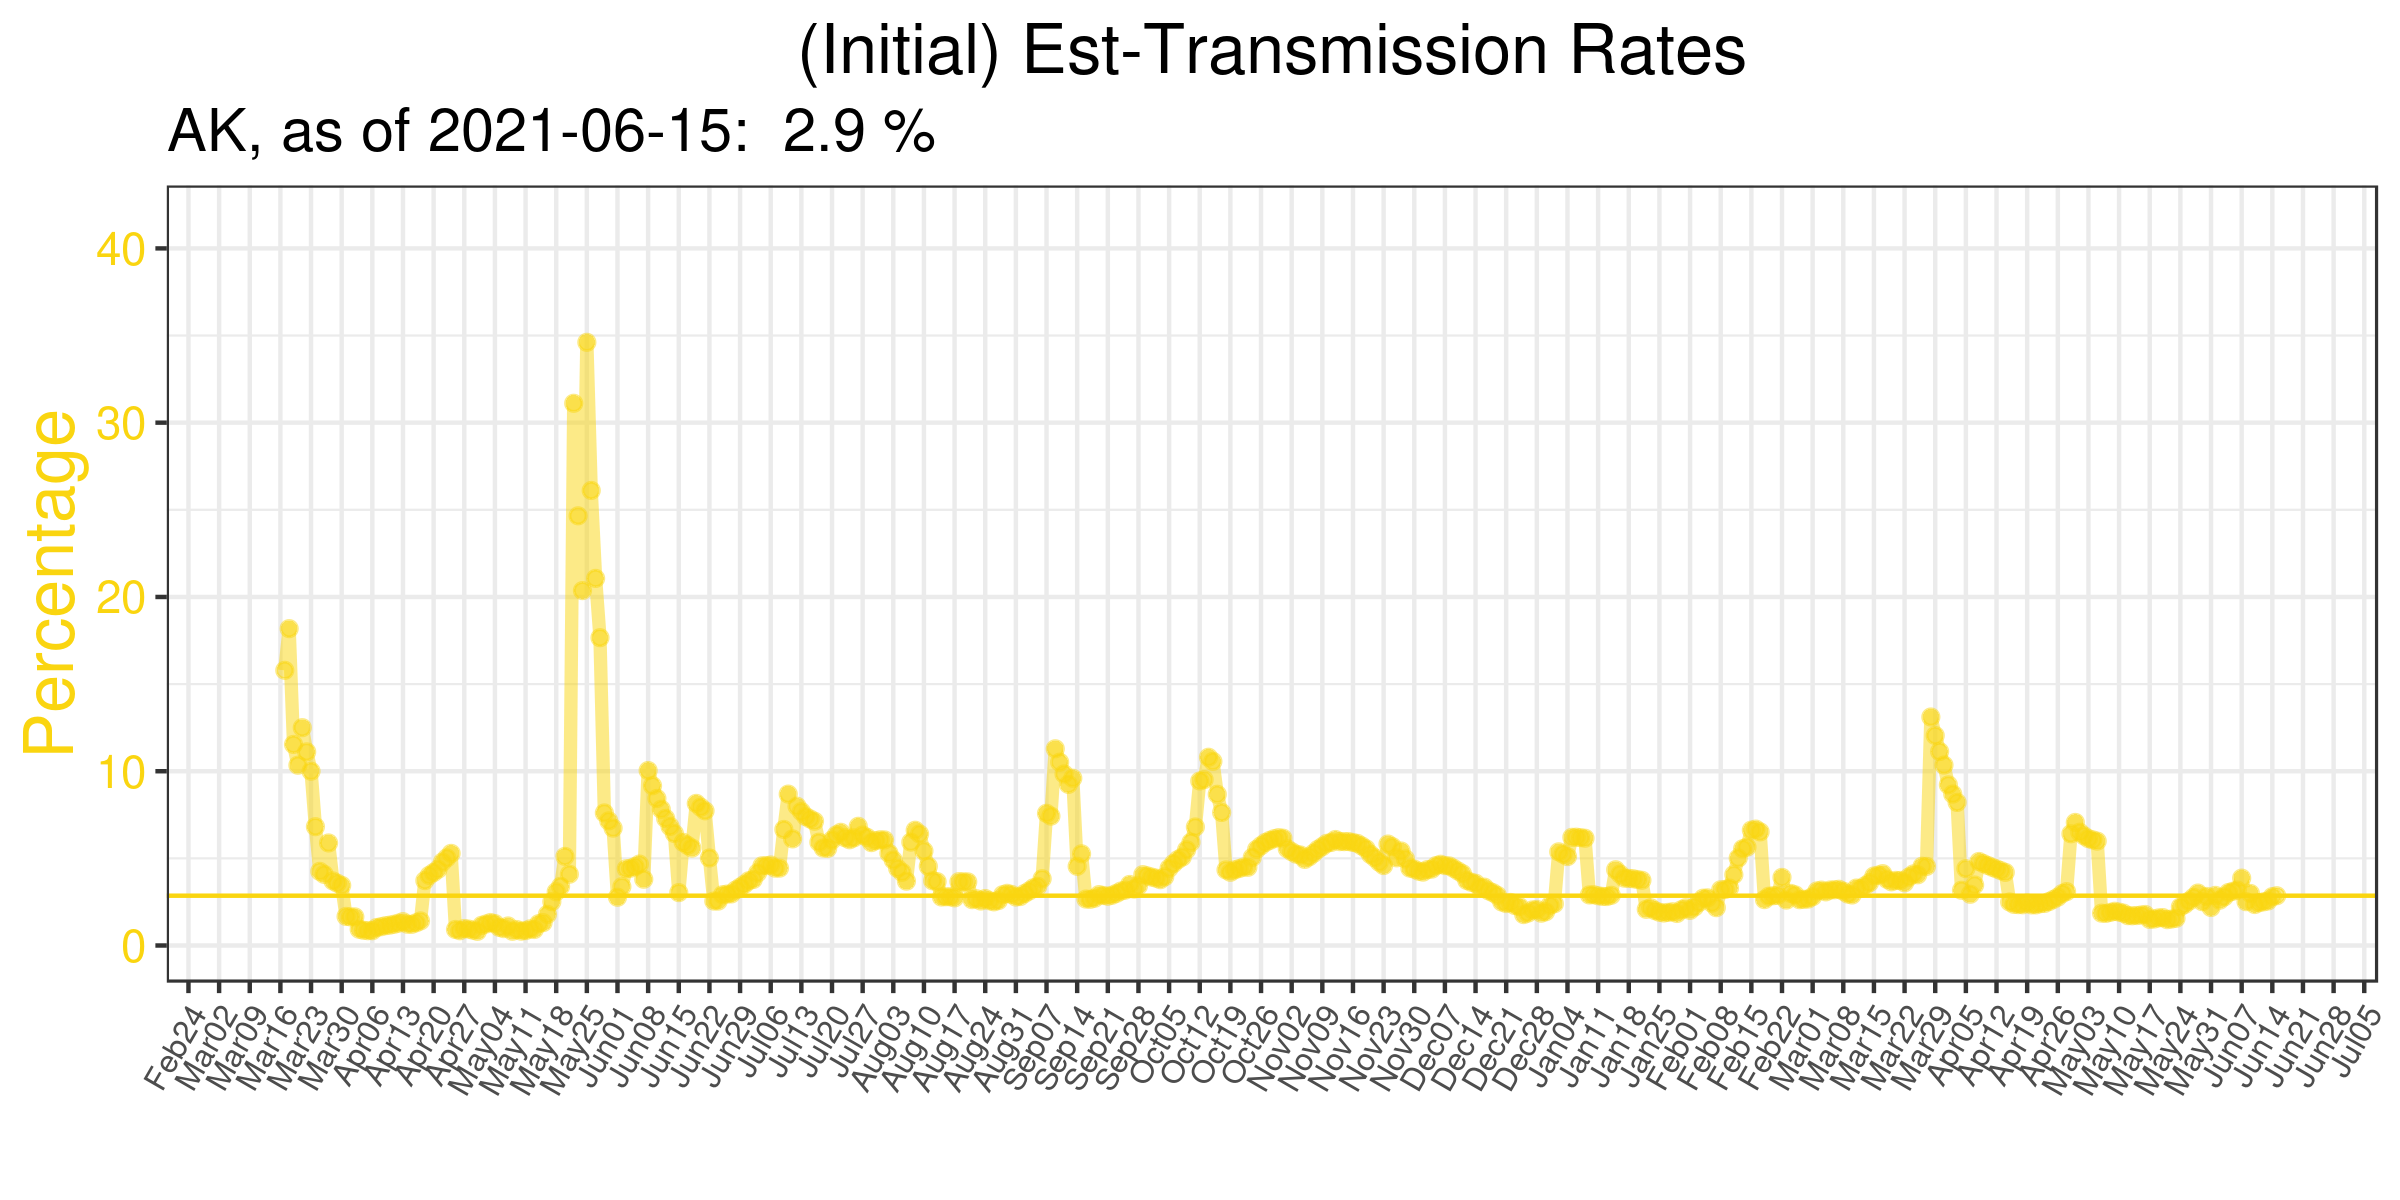 (Initial) Est-Transmission Rates
AK, as of 2021-06-15: 2.9 %
Percentage
40
30
20
10
0
Feb24
Mar02
Mar09
Mar16
Mar23
Mar30
Apr06
Apr13
Apr20
Apr27
May04
May11
May18
May25
Jun01
Jun08
Jun15
Jun22
Jun29
Jul06
Jul13
Jul20
Jul27
Aug03
Aug10
Aug17
Aug24
Aug31
Sep07
Sep14
Sep21
Sep28
Oct05
Oct12
Oct19
Oct26
Nov02
Nov09
Nov16
Nov23
Nov30
Dec07
Dec14
Dec21
Dec28
Jan04
Jan11
Jan18
Jan25
Feb01
Feb08
Feb15
Feb22
Mar01
Mar08
Mar15
Mar22
Mar29
Apr05
Apr12
Apr19
Apr26
May03
May10
May17
May24
May31
Jun07
Jun14
Jun21
Jun28
Jul05